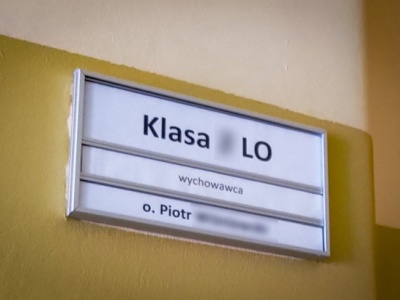 Klasa LO
wychowawca
o. Piotr